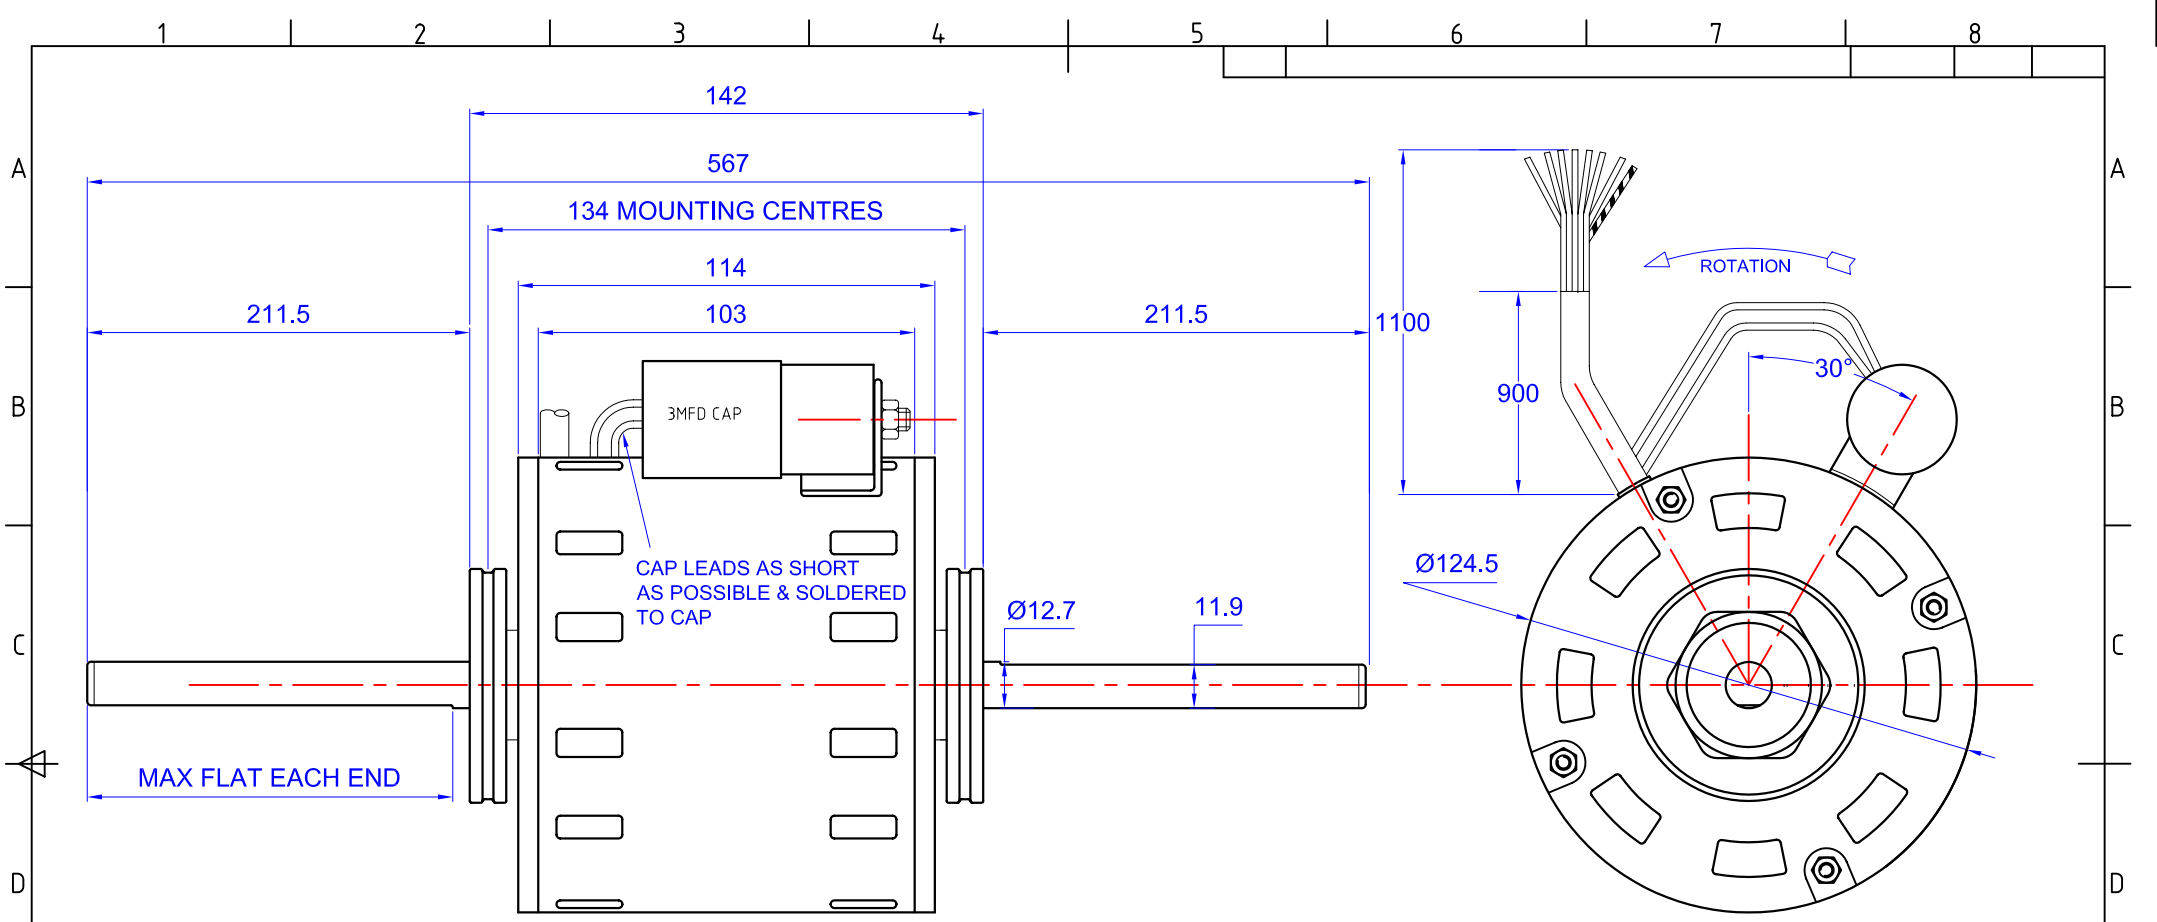 1 2 3 4 5 6 7 8
142
A 567 A
134 MOUNTING CENTRES
114 ROTATION
211.5 103 211.5 1100
30°
900
B 3MFD CAP B
CAP LEADS AS SHORT
AS POSSIBLE & SOLDERED
TO CAP
Ø124.5
Ø12.7 11.9
C C
MAX FLAT EACH END
D D